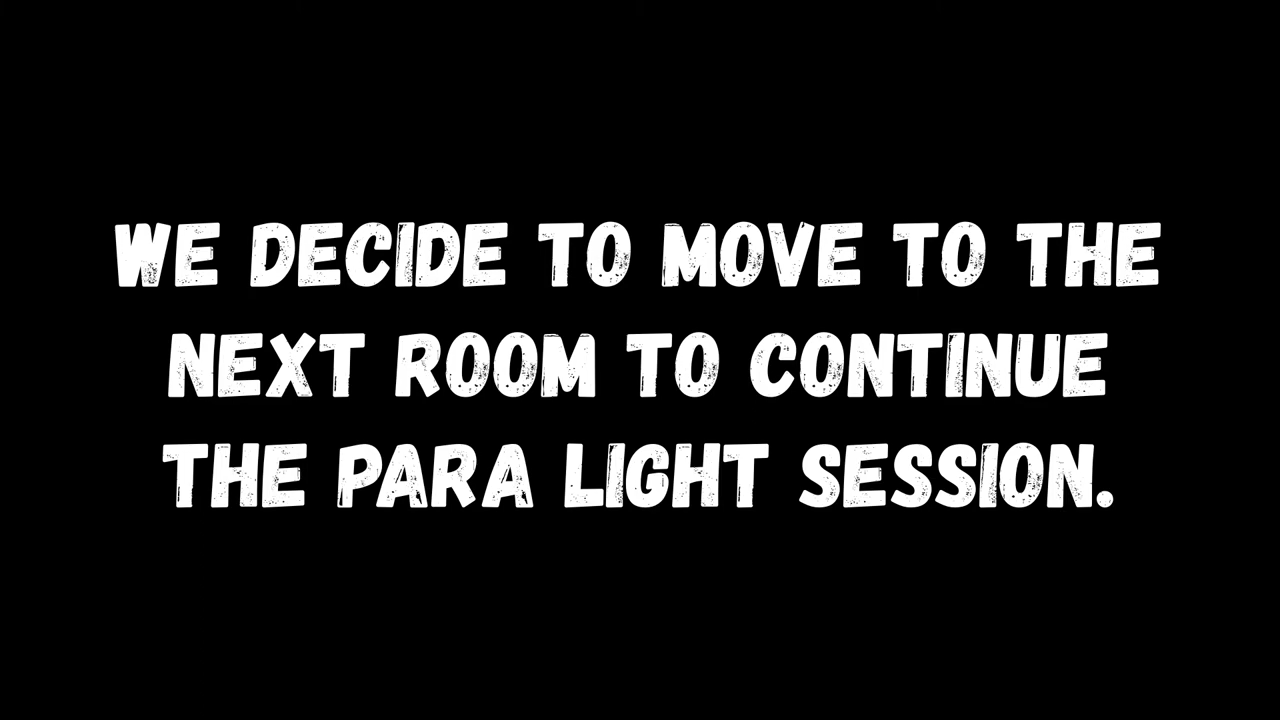 WE DECIDE TO MOVE TO THE
NEXT ROOM TO CONTINUE
THE PARA LIGHT SESSION.